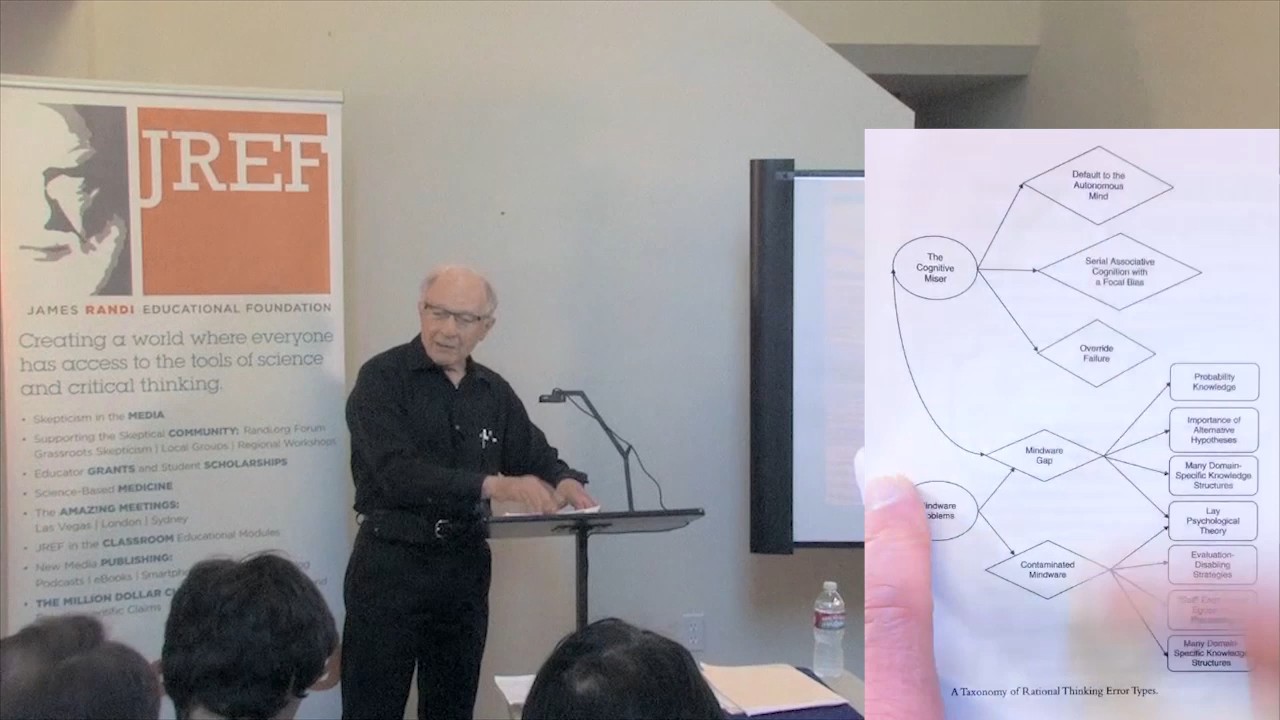 JREF
JAMES RANDI EDUCATIONAL FOUNDATION
Creating a world where everyone
has access to the tools of science
and critical thinking.
• Skepticism in the MEDIA
• Supporting the Skeptical COMMUNITY: Randi.org Forum
Grassroots Skepticism | Local Groups | Regional Workshops
• Educator GRANTS and Student SCHOLARSHIPS
• Science-Based MEDICINE
• The AMAZING MEETINGS:
Las Vegas | London | Sydney
• JREF in the CLASSROOM Educational Modules
• New Media PUBLISHING:
Podcasts | eBooks |
• THE MILLION DOLLAR
Claims
Default to the
Autonomous
Mind
The
Cognitive
Miser
Serial Associative
Cognition with
a Focal Bias
Override
Failure
Probability
Knowledge
Importance of
Alternative
Hypotheses
Mindware
Gap
Many Domain-
Specific Knowledge
Structures
Lay
Psychological
Theory
Contaminated
Mindware
Evaluation-
Disabling
Strategies
Many Domain-
Specific Knowledge
Structures
A Taxonomy of Rational Thinking Error Types.